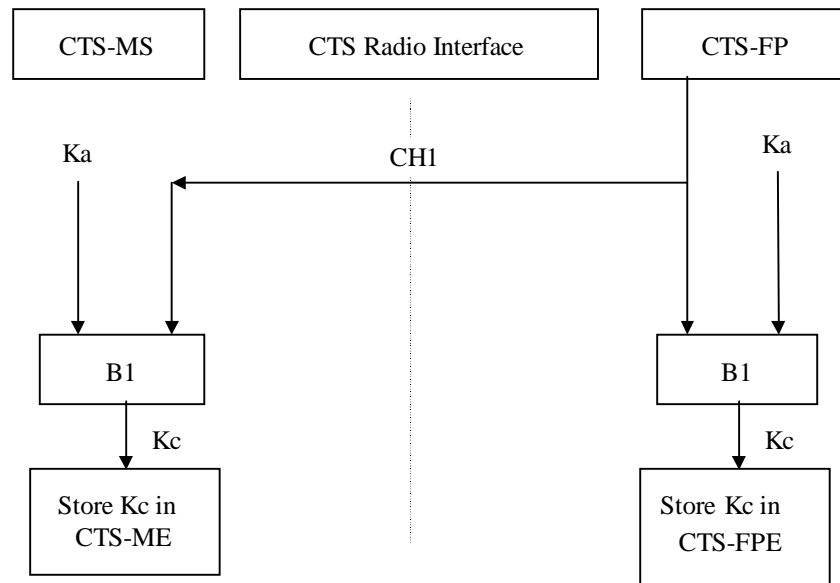 CTS-MS
CTS Radio Interface
CTS-FP
Ka
CH1
Ka
B1
B1
Kc
Kc
Store Kc in
CTS-ME
Store Kc in
CTS-FPE